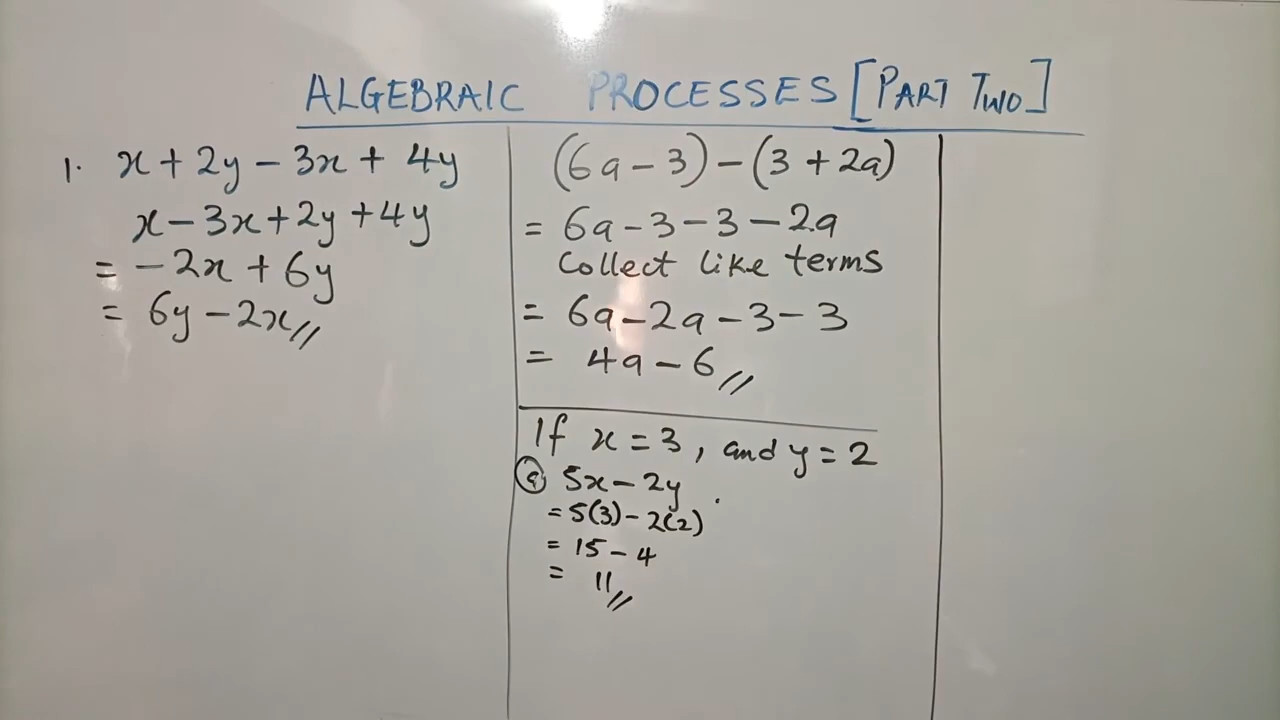 ALGEBRAIC PROCESSES [PART TWO]
1. x + 2y - 3x + 4y
x - 3x + 2y + 4y
= -2x + 6y
= 6y - 2x //
(6a - 3) - (3 + 2a)
= 6a - 3 - 3 - 2a
Collect like terms
= 6a - 2a - 3 - 3
= 4a - 6 //
If x = 3, and y = 2
ⓐ 5x - 2y
= 5(3) - 2(2)
= 15 - 4
= 11 //